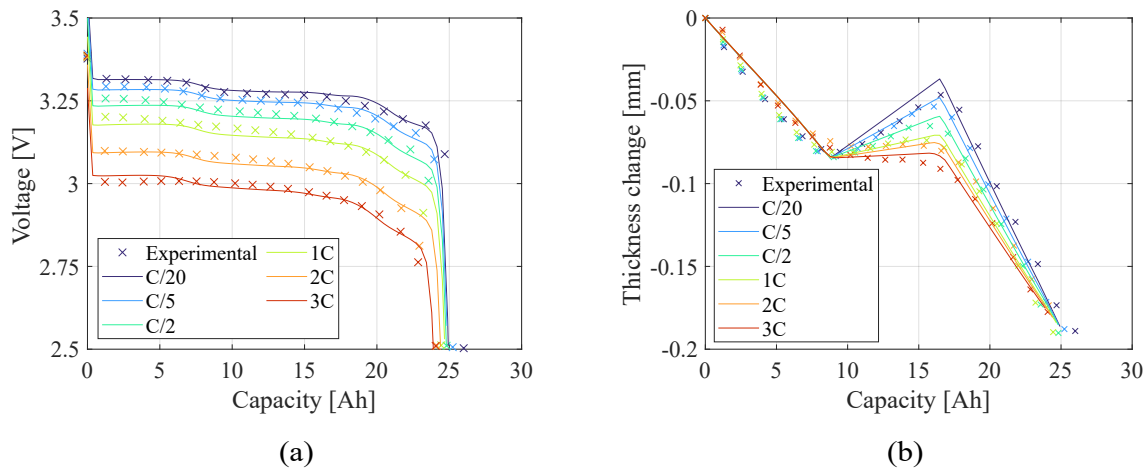 3.5
3.25
3
2.75
2.5
Voltage [V]
Experimental
C/20
C/5
C/2
1C
2C
3C
0 5 10 15 20 25 30
Capacity [Ah]
(a)
0
-0.05
-0.1
-0.15
-0.2
Thickness change [mm]
Experimental
C/20
C/5
C/2
1C
2C
3C
0 5 10 15 20 25 30
Capacity [Ah]
(b)